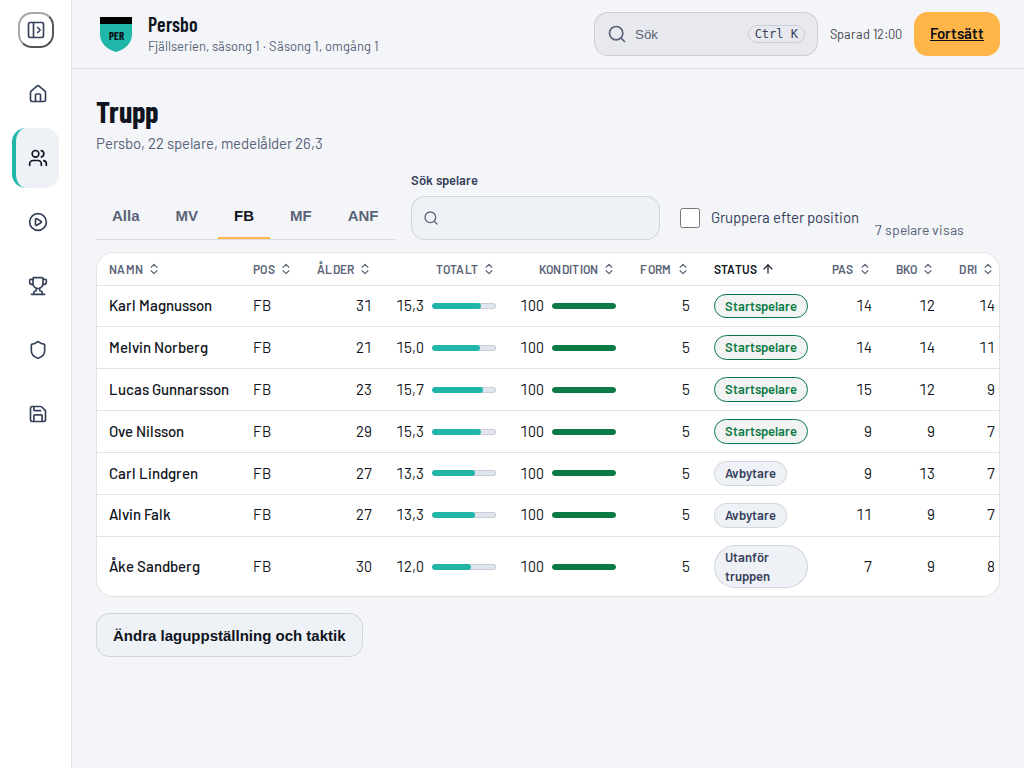 PER
Persbo
Fjällserien, säsong 1 · Säsong 1, omgång 1
Sök
Ctrl K
Sparad 12:00
Fortsätt
Trupp
Persbo, 22 spelare, medelålder 26,3
Sök spelare
Alla MV FB MF ANF
Gruppera efter position
7 spelare visas
NAMN POS ÅLDER TOTALT KONDITION FORM STATUS PAS BKO DRI
Karl Magnusson FB 31 15,3 100 5 Startspelare 14 12 14
Melvin Norberg FB 21 15,0 100 5 Startspelare 14 14 11
Lucas Gunnarsson FB 23 15,7 100 5 Startspelare 15 12 9
Ove Nilsson FB 29 15,3 100 5 Startspelare 9 9 7
Carl Lindgren FB 27 13,3 100 5 Avbytare 9 13 7
Alvin Falk FB 27 13,3 100 5 Avbytare 11 9 7
Åke Sandberg FB 30 12,0 100 5 Utanför truppen 7 9 8
Ändra laguppställning och taktik